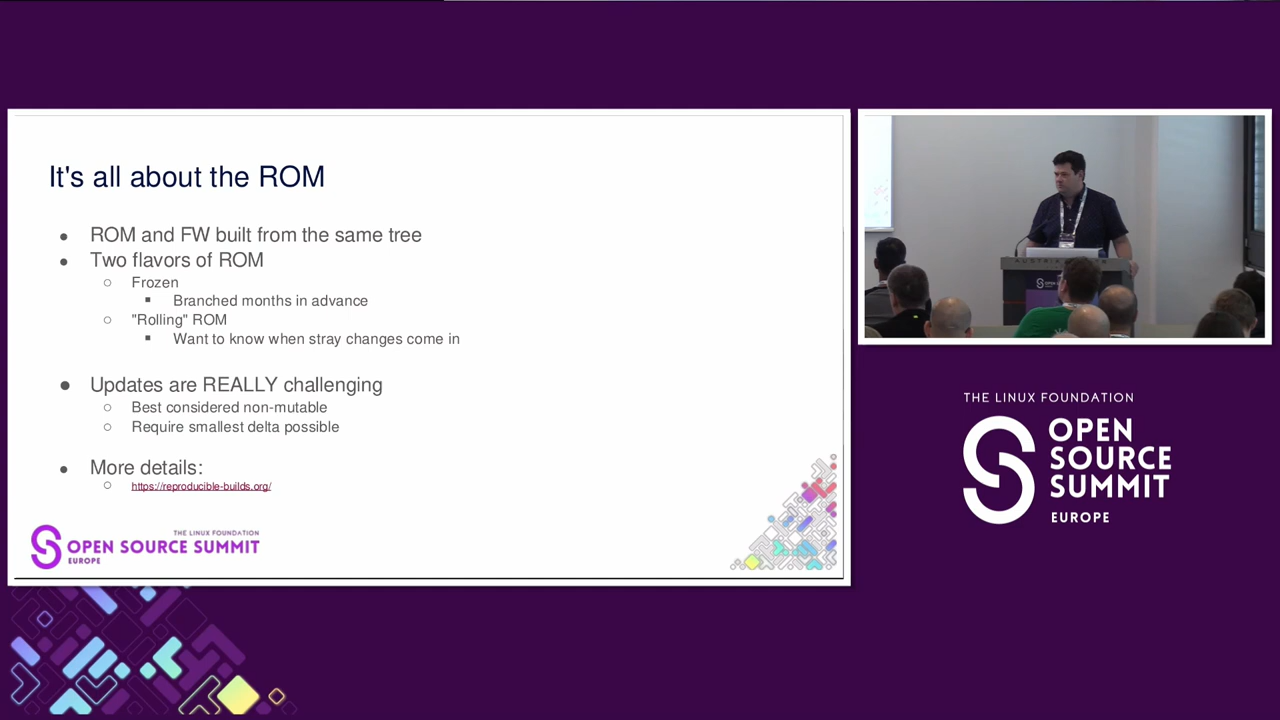 It's all about the ROM
ROM and FW built from the same tree
Two flavors of ROM
Frozen
Branched months in advance
"Rolling" ROM
Want to know when stray changes come in
Updates are REALLY challenging
Best considered non-mutable
Require smallest delta possible
More details:
https://reproducible-builds.org/
THE LINUX FOUNDATION
OPEN SOURCE SUMMIT
EUROPE
THE LINUX FOUNDATION
OPEN
SOURCE
SUMMIT
EUROPE